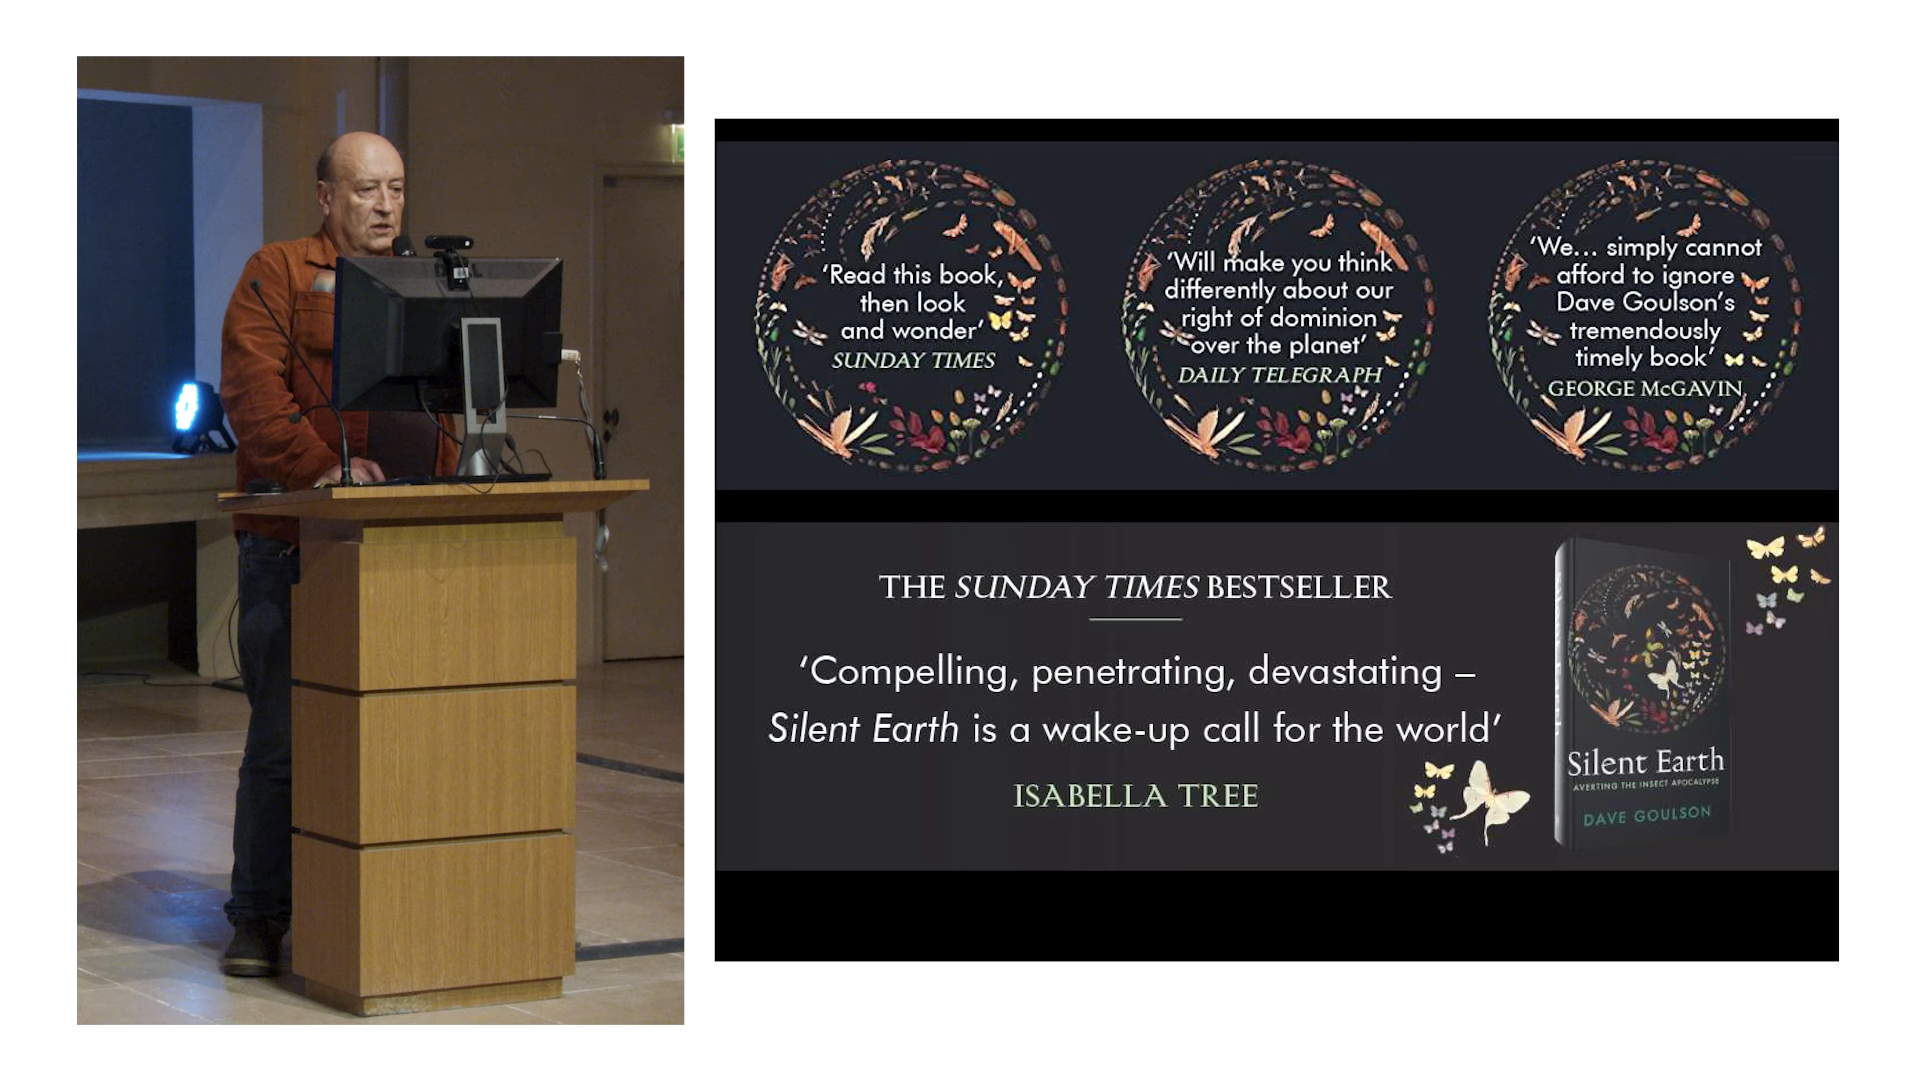 ‘Read this book,
then look
and wonder’
SUNDAY TIMES
‘Will make you think
differently about our
right of dominion
over the planet’
DAILY TELEGRAPH
‘We... simply cannot
afford to ignore
Dave Goulson’s
tremendously
timely book’
GEORGE McGAVIN
THE SUNDAY TIMES BESTSELLER
‘Compelling, penetrating, devastating –
Silent Earth is a wake-up call for the world’
ISABELLA TREE
Silent Earth
AVERTING THE INSECT APOCALYPSE
DAVE GOULSON